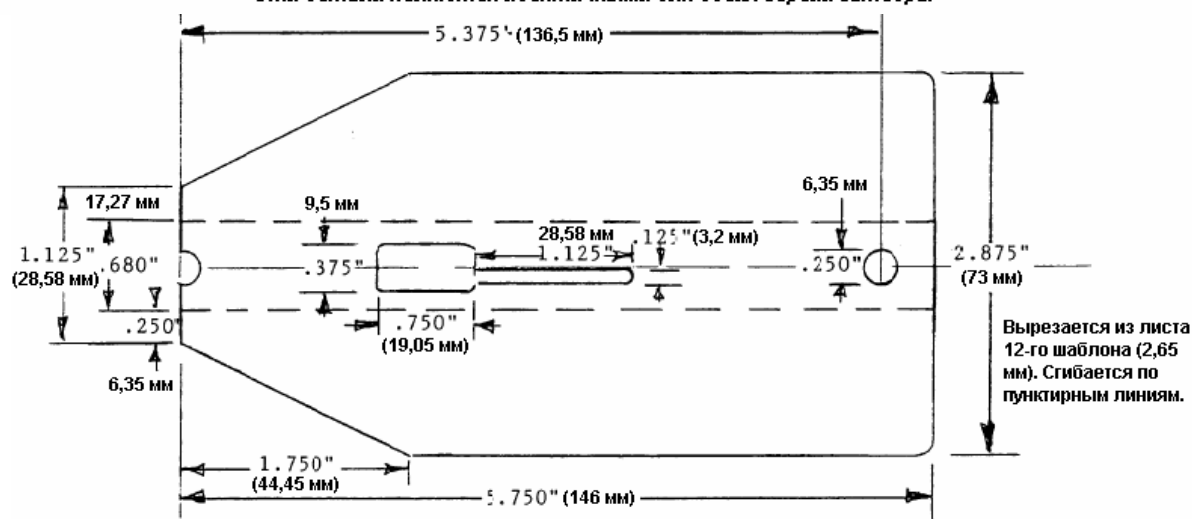 5.375" (136,5 мм)
17,27 мм
9,5 мм
6,35 мм
28,58 мм
1.125"
.125" (3,2 мм)
1.125"
(28,58 мм)
.680"
.375"
.250"
2.875"
(73 мм)
.250"
.750"
(19,05 мм)
6,35 мм
Вырезается из листа
12-го шаблона (2,65
мм). Сгибается по
пунктирным линиям.
1.750"
(44,45 мм)
5.750" (146 мм)